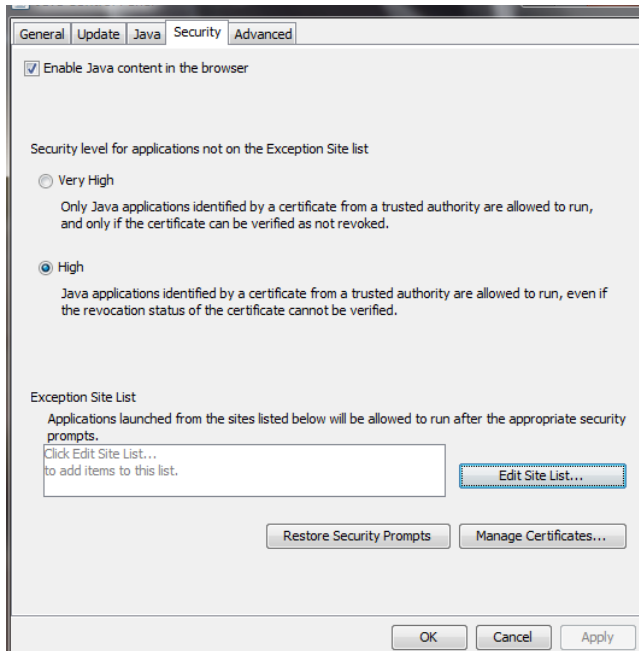 General Update Java Security Advanced
Enable Java content in the browser
Security level for applications not on the Exception Site list
Very High
Only Java applications identified by a certificate from a trusted authority are allowed to run,
and only if the certificate can be verified as not revoked.
High
Java applications identified by a certificate from a trusted authority are allowed to run, even if
the revocation status of the certificate cannot be verified.
Exception Site List
Applications launched from the sites listed below will be allowed to run after the appropriate security
prompts.
Click Edit Site List...
to add items to this list.
Edit Site List...
Restore Security Prompts Manage Certificates...
OK Cancel Apply